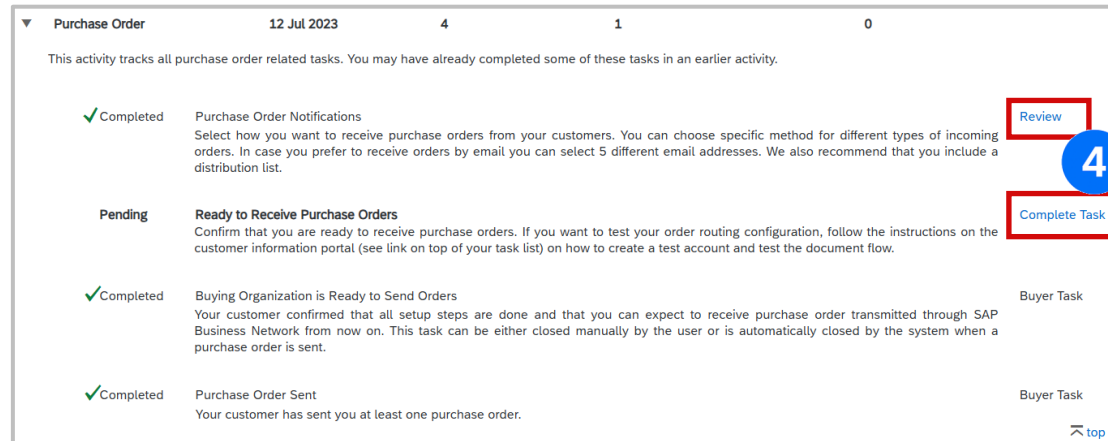 Purchase Order 12 Jul 2023 4 1 0
This activity tracks all purchase order related tasks. You may have already completed some of these tasks in an earlier activity.
Completed Purchase Order Notifications Review
Select how you want to receive purchase orders from your customers. You can choose specific method for different types of incoming
orders. In case you prefer to receive orders by email you can select 5 different email addresses. We also recommend that you include a
distribution list.
4
Pending Ready to Receive Purchase Orders Complete Task
Confirm that you are ready to receive purchase orders. If you want to test your order routing configuration, follow the instructions on the
customer information portal (see link on top of your task list) on how to create a test account and test the document flow.
Completed Buying Organization is Ready to Send Orders Buyer Task
Your customer confirmed that all setup steps are done and that you can expect to receive purchase order transmitted through SAP
Business Network from now on. This task can be either closed manually by the user or is automatically closed by the system when a
purchase order is sent.
Completed Purchase Order Sent Buyer Task
Your customer has sent you at least one purchase order.
top